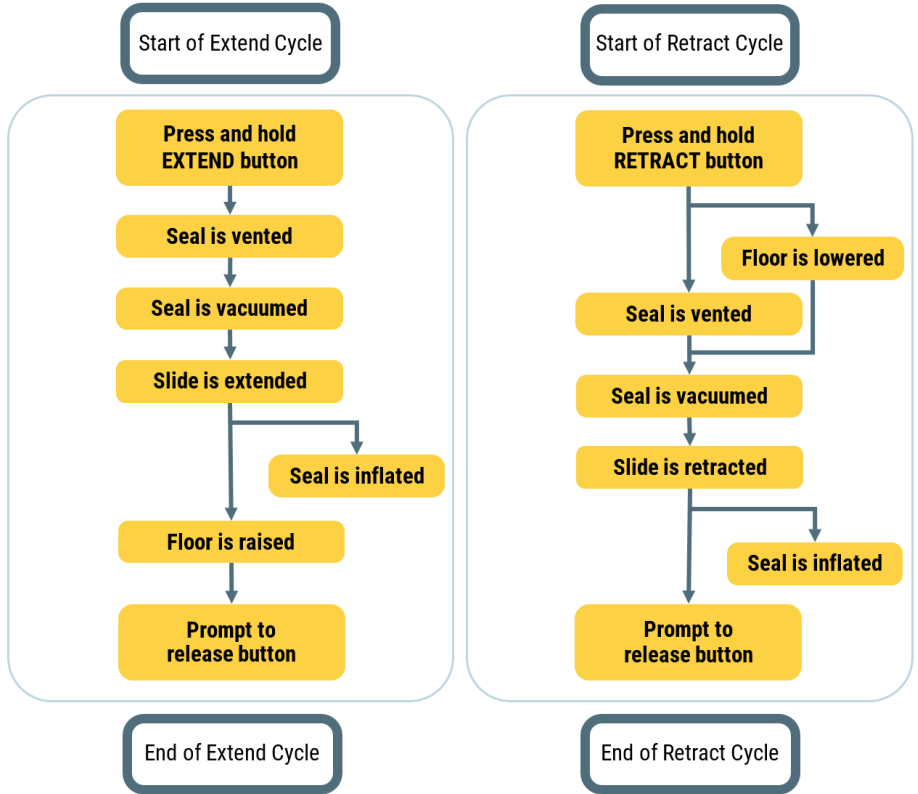 Start of Extend Cycle
Press and hold
EXTEND button
Seal is vented
Seal is vacuumed
Slide is extended
Seal is inflated
Floor is raised
Prompt to
release button
End of Extend Cycle
Start of Retract Cycle
Press and hold
RETRACT button
Floor is lowered
Seal is vented
Seal is vacuumed
Slide is retracted
Seal is inflated
Prompt to
release button
End of Retract Cycle